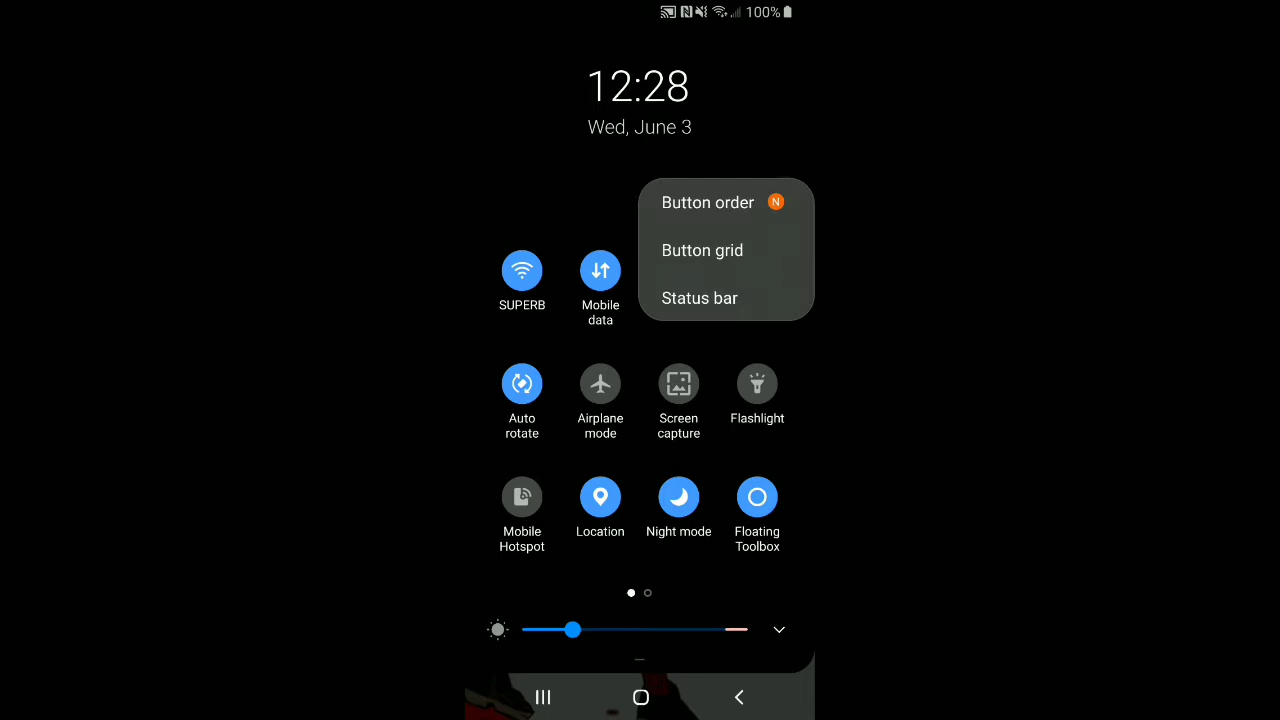 100%
12:28
Wed, June 3
Button order N
Button grid
Status bar
SUPERB
Mobile
data
Auto
rotate
Airplane
mode
Screen
capture
Flashlight
Mobile
Hotspot
Location
Night mode
Floating
Toolbox